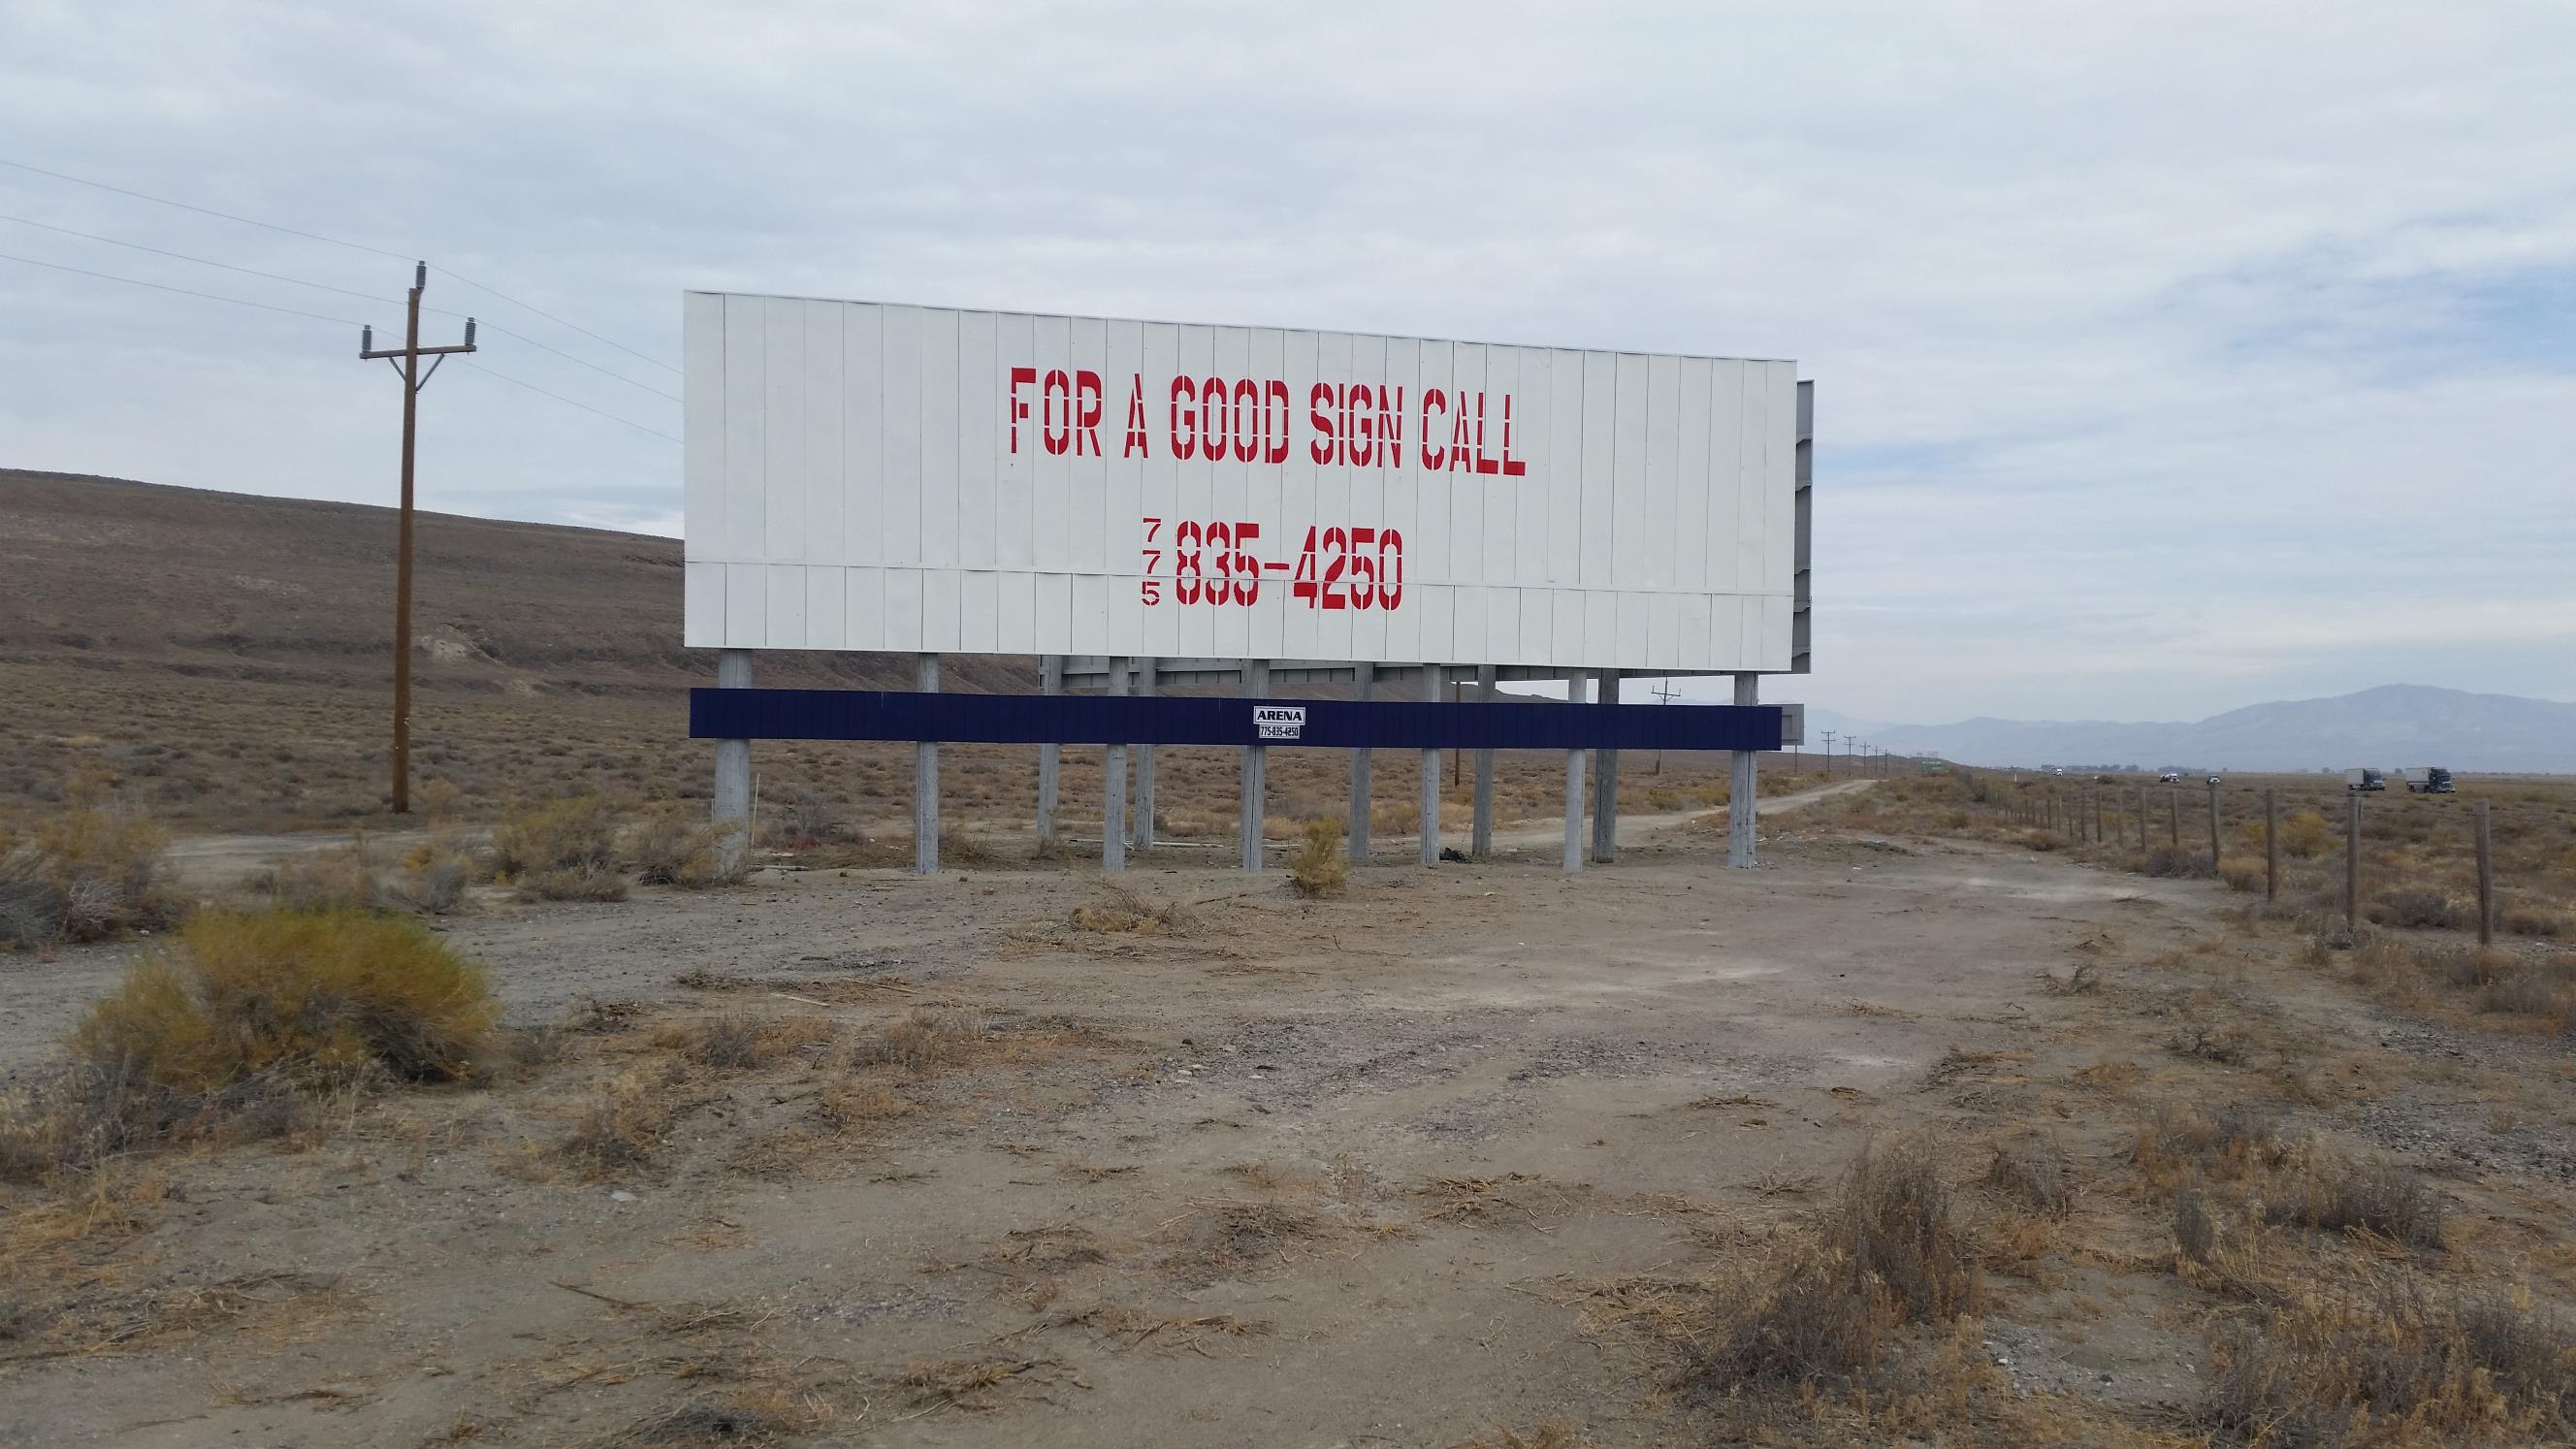 FOR A GOOD SIGN CALL
775 835-4250
ARENA
775-835-4250